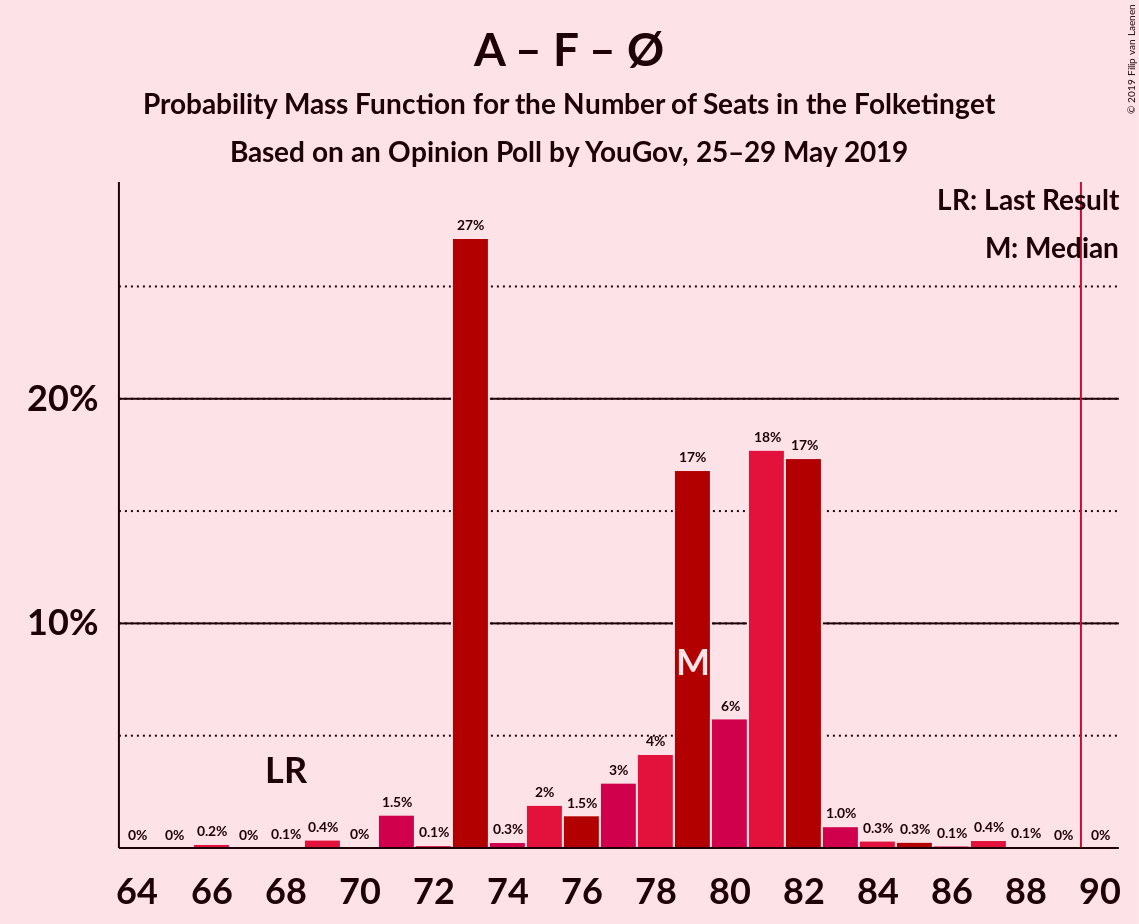 A – F – Ø
Probability Mass Function for the Number of Seats in the Folketinget
Based on an Opinion Poll by YouGov, 25–29 May 2019
© 2019 Filip van Laenen
LR: Last Result
M: Median
20%
10%
0% 0% 0.2% 0% 0.1% 0.4% 0% 1.5% 0.1% 27% 0.3% 2% 1.5% 3% 4% 17% 6% 18% 17% 1.0% 0.3% 0.3% 0.1% 0.4% 0.1% 0% 0%
M
LR
64 66 68 70 72 74 76 78 80 82 84 86 88 90